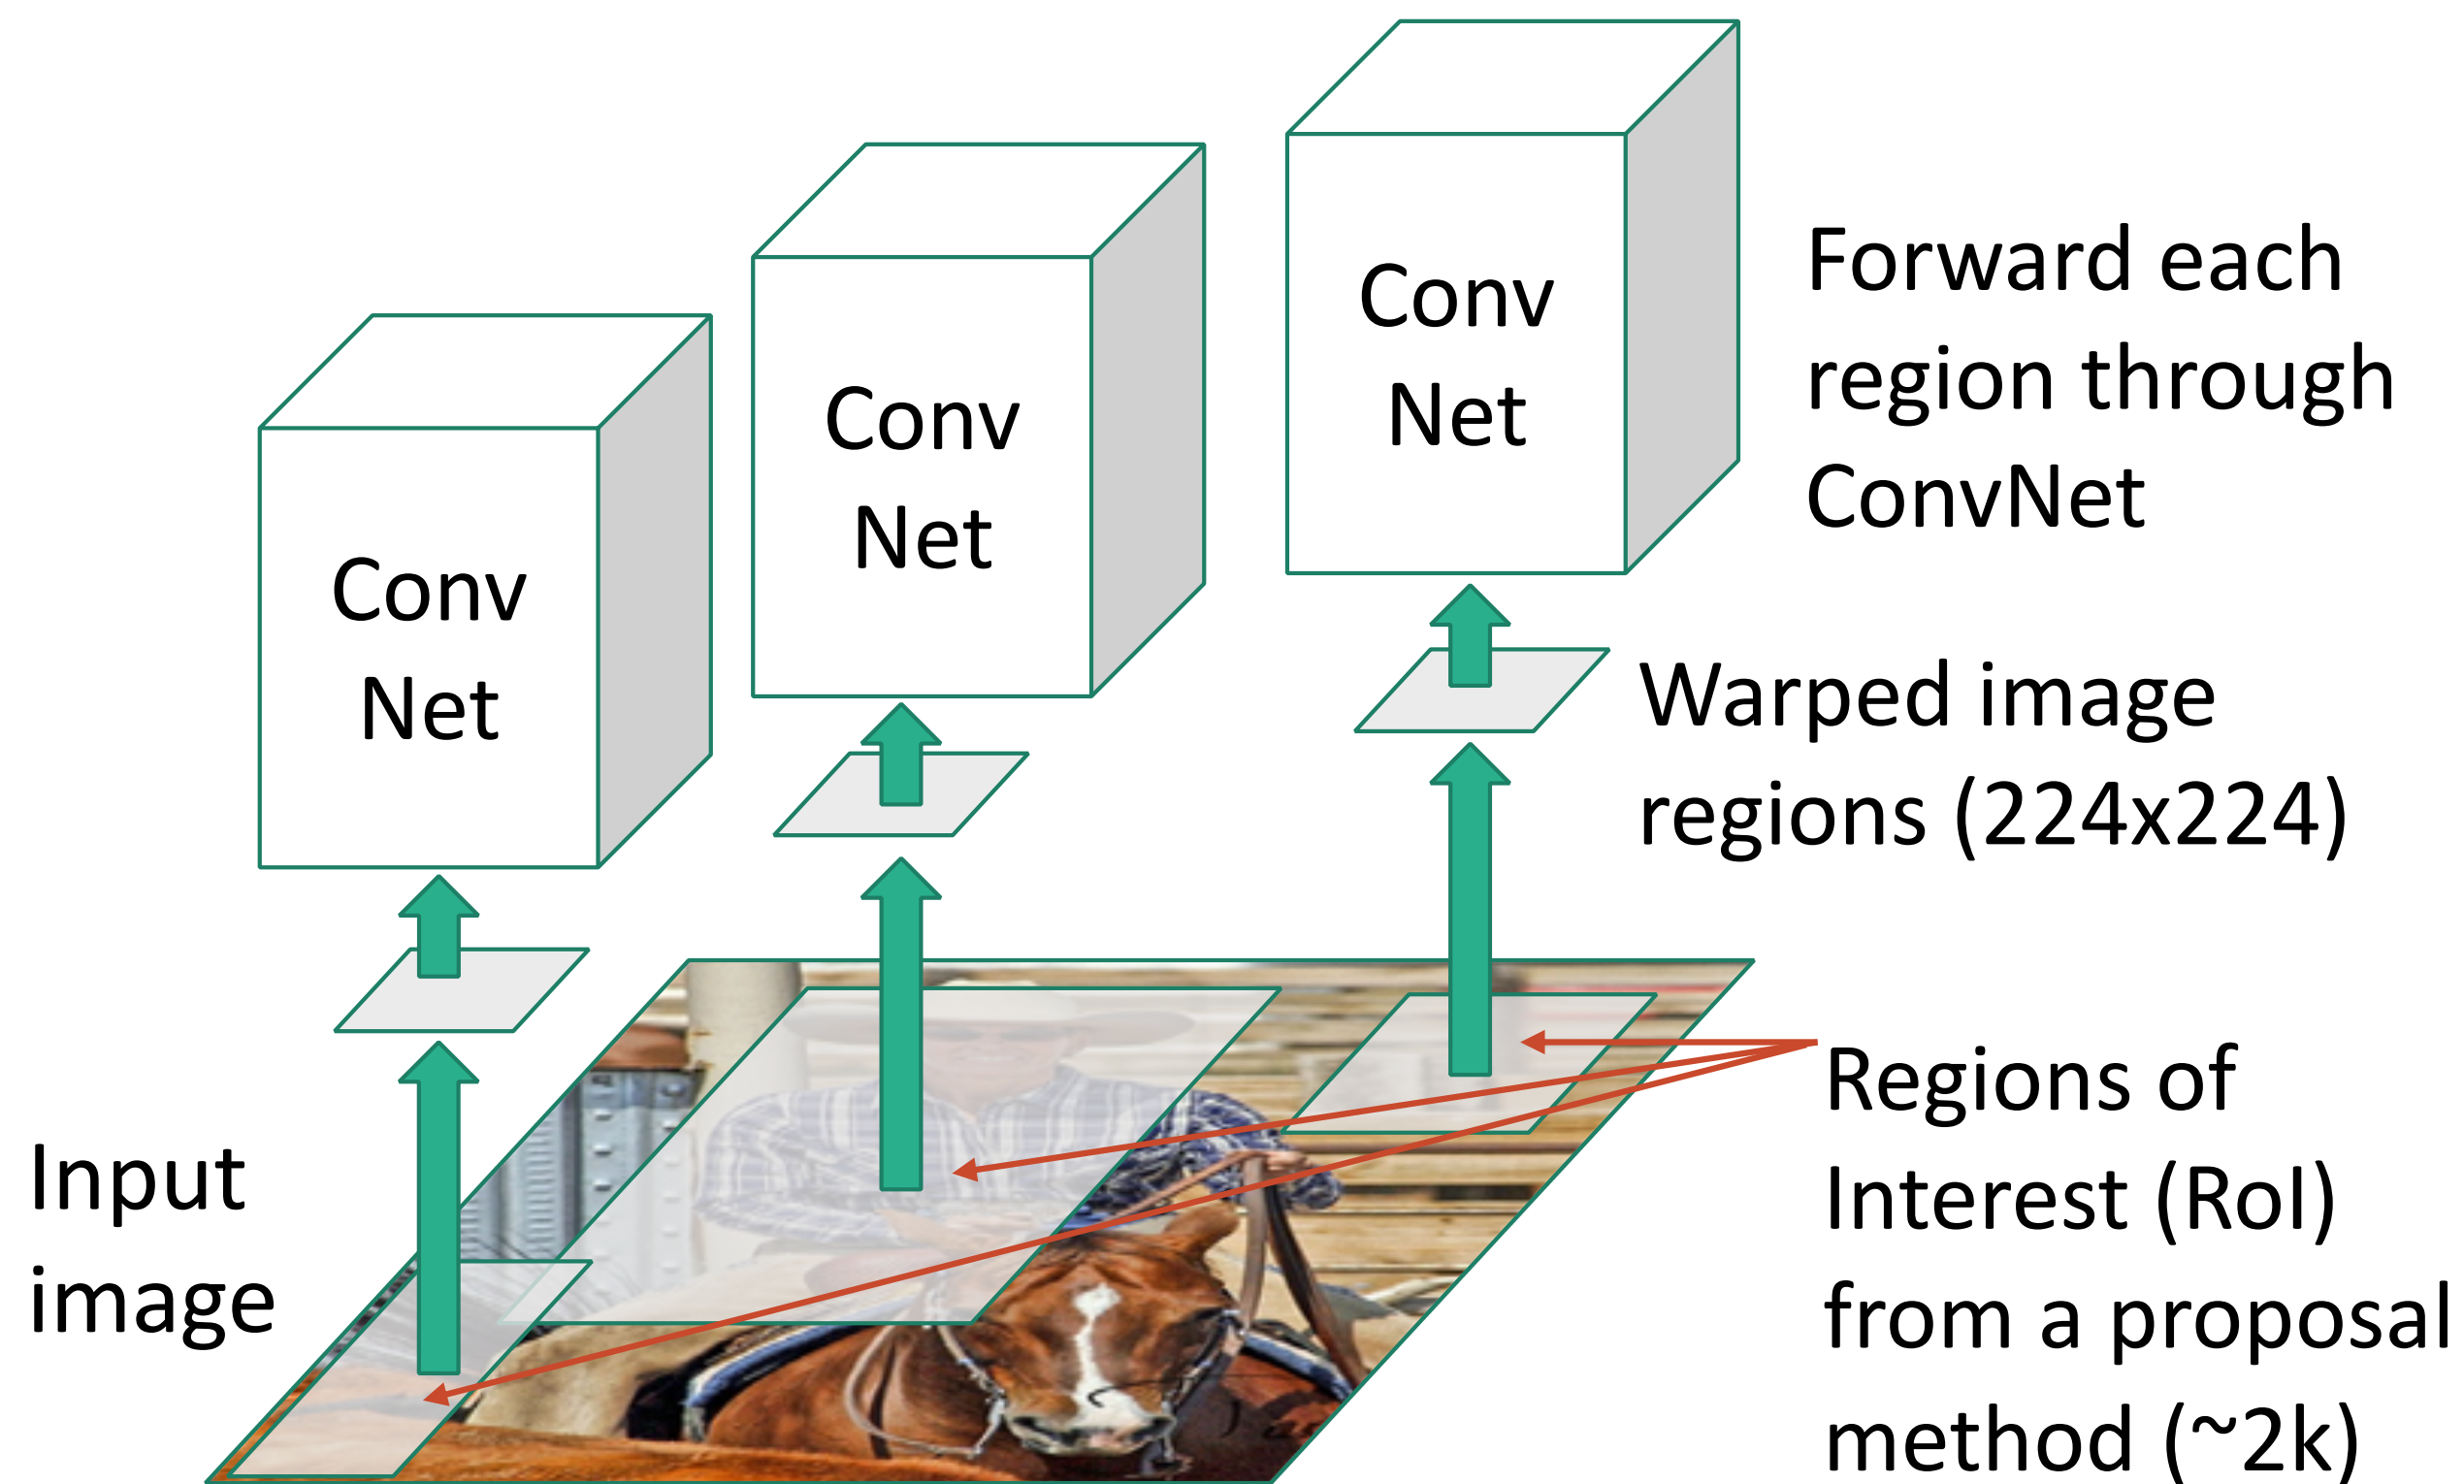 Conv
Net
Conv
Net
Conv
Net
Forward each
region through
ConvNet
Warped image
regions (224x224)
Input
image
Regions of
Interest (RoI)
from a proposal
method (~2k)